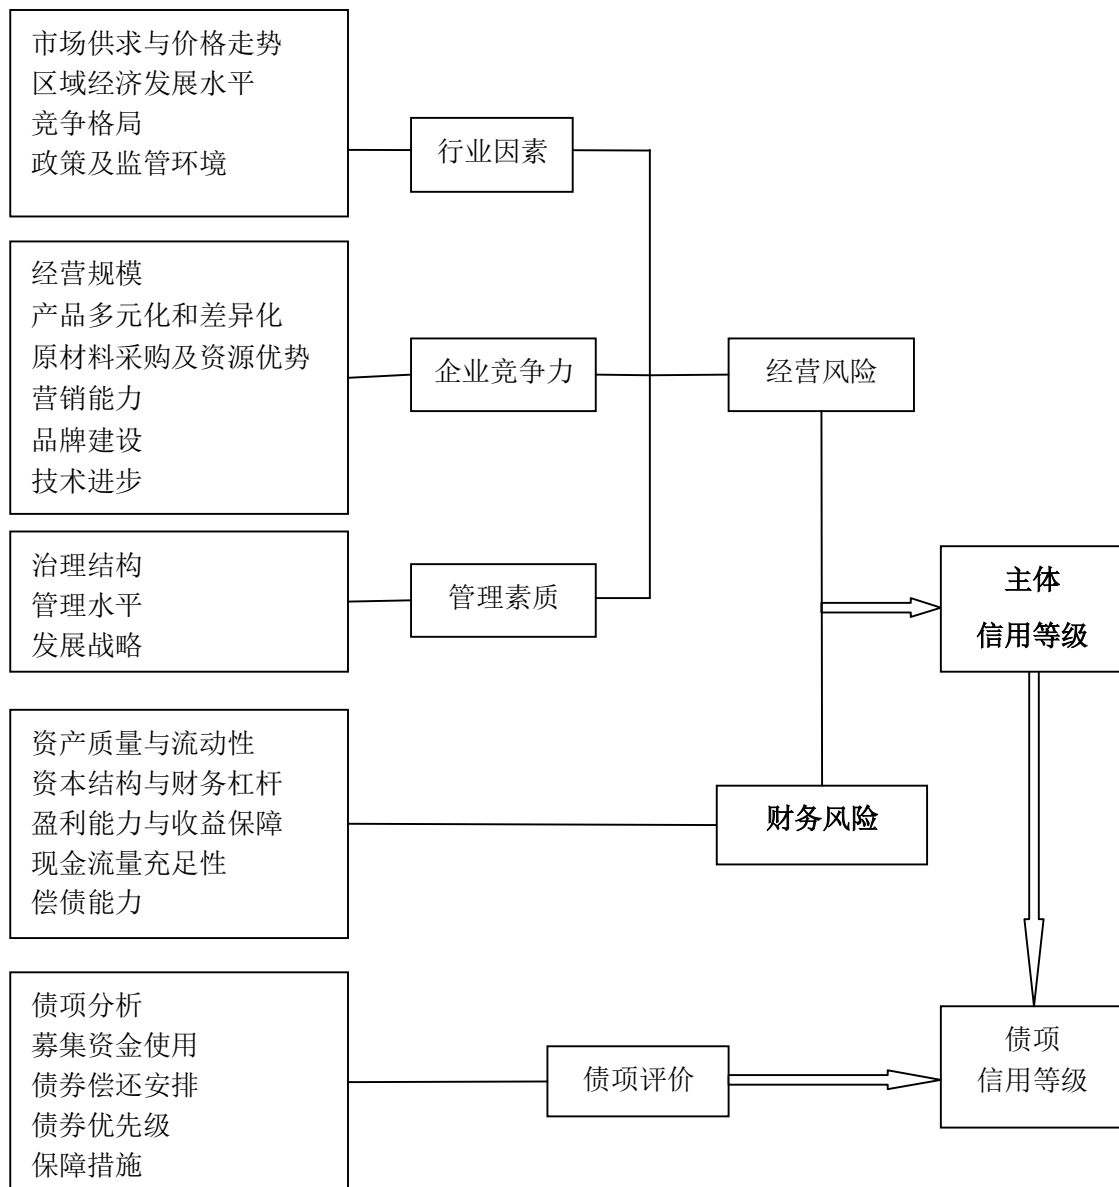 市场供求与价格走势
区域经济发展水平
竞争格局
政策及监管环境
行业因素
经营规模
产品多元化和差异化
原材料采购及资源优势
营销能力
品牌建设
技术进步
企业竞争力
经营风险
治理结构
管理水平
发展战略
管理素质
主体
信用等级
资产质量与流动性
资本结构与财务杠杆
盈利能力与收益保障
现金流量充足性
偿债能力
财务风险
债项分析
募集资金使用
债券偿还安排
债券优先级
保障措施
债项评价
债项
信用等级